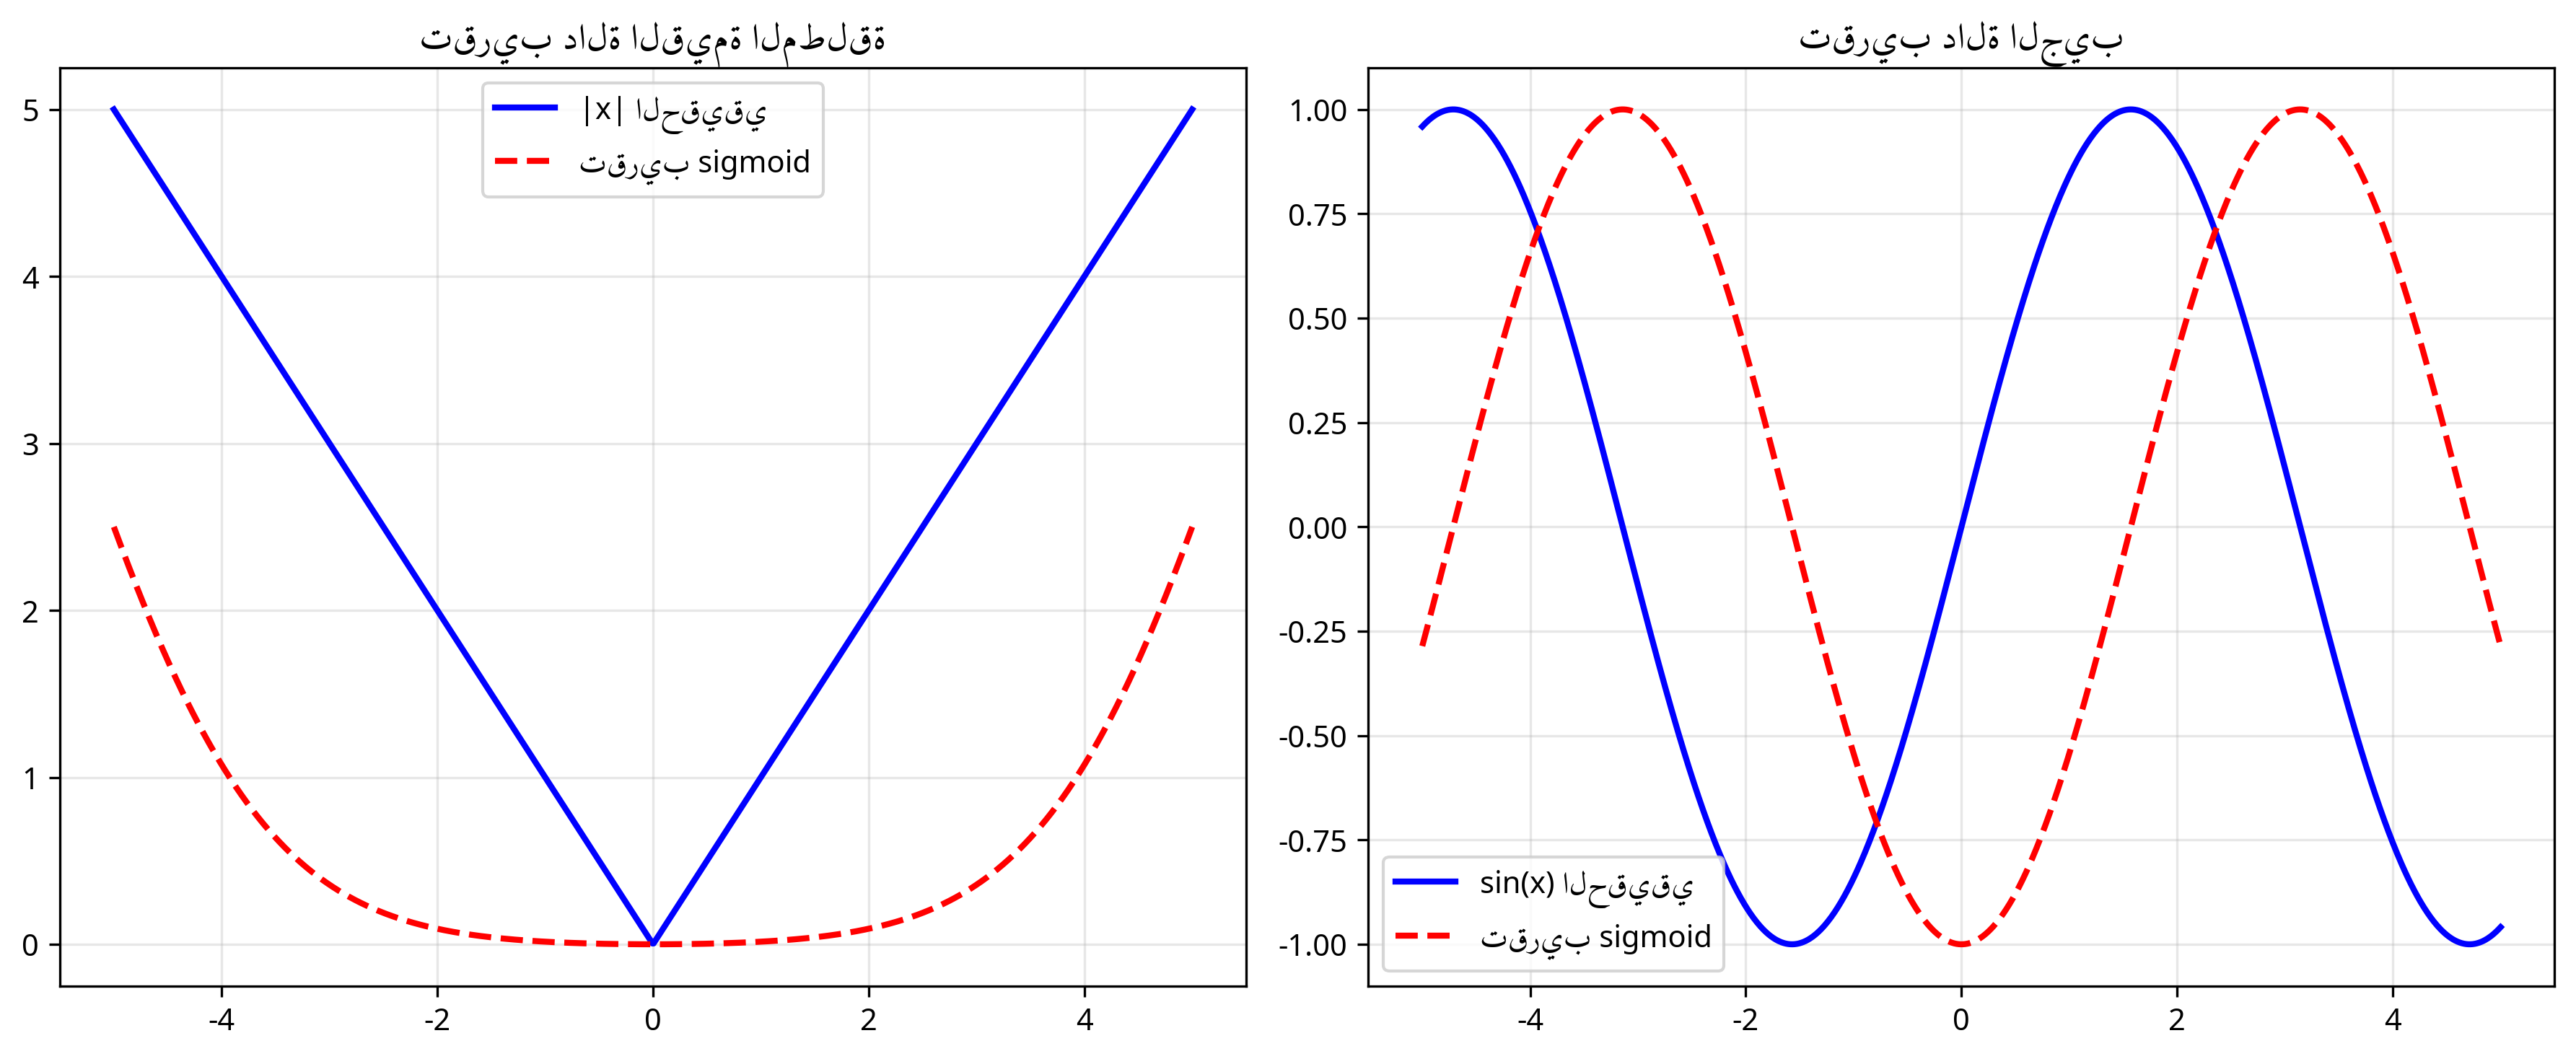 تقريب دالة القيمة المطلقة
|x| الحقيقي
تقريب sigmoid
5
4
3
2
1
0
-4 -2 0 2 4
تقريب دالة الجيب
1.00
0.75
0.50
0.25
0.00
-0.25
-0.50
-0.75
-1.00
sin(x) الحقيقي
تقريب sigmoid
-4 -2 0 2 4